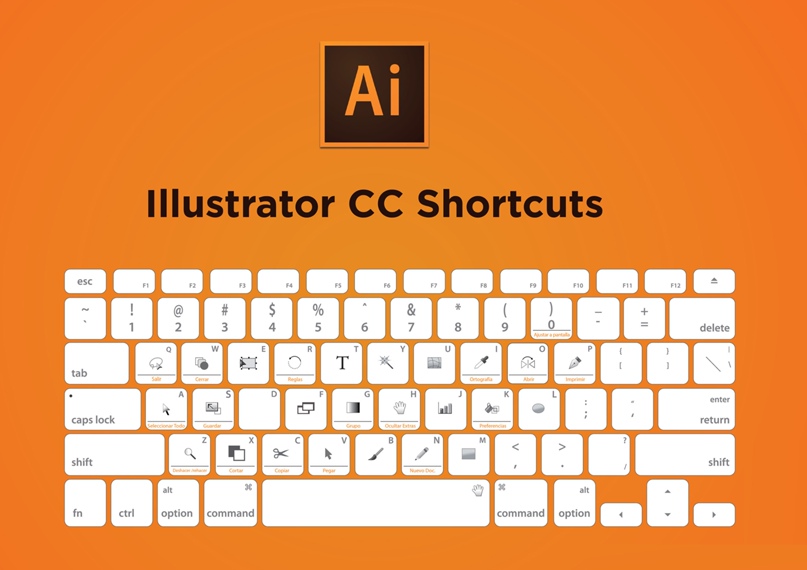 Ai
Illustrator CC Shortcuts
esc F1 F2 F3 F4 F5 F6 F7 F8 F9 F10 F11 F12
~ ! @ # $ % ^ & * ( ) _ +
` 1 2 3 4 5 6 7 8 9 0 - = delete
Ajustar a pantalla
Q W E R T Y U I O P { } |
tab [ ] \
Salir Cerrar Reglas Ortografía Abrir Imprimir
A S D F G H J K L : " enter
caps lock ; ' return
Seleccionar Todo Guardar Grupo Ocultar Extras Preferencias
Z X C V B N M < > ?
shift , . / shift
Deshacer /rehacer Cortar Copiar Pegar Nuevo Doc.
alt ⌘ ⌘ alt
fn ctrl option command command option